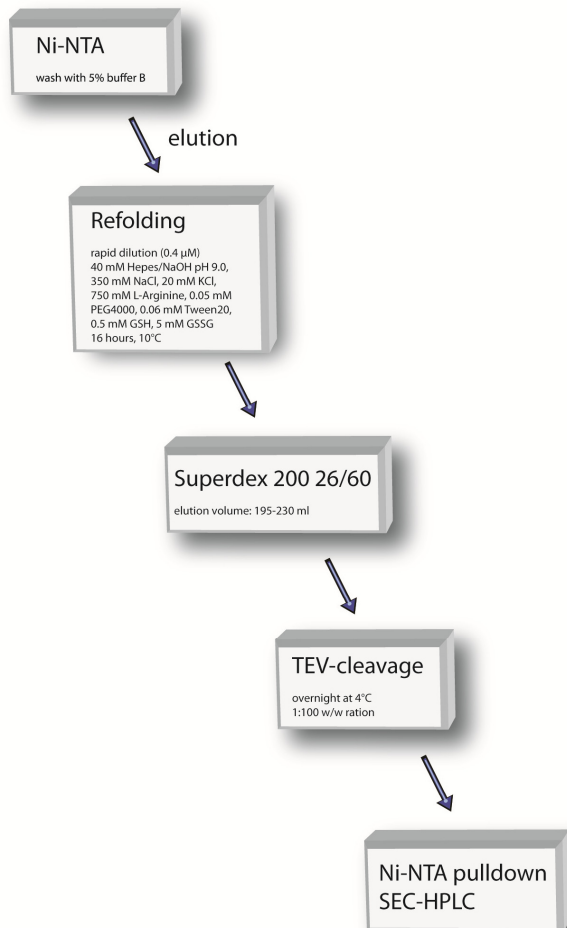 Ni-NTA
wash with 5% buffer B
elution
Refolding
rapid dilution (0.4 µM)
40 mM Hepes/NaOH pH 9.0,
350 mM NaCl, 20 mM KCl,
750 mM L-Arginine, 0.05 mM
PEG4000, 0.06 mM Tween20,
0.5 mM GSH, 5 mM GSSG
16 hours, 10°C
Superdex 200 26/60
elution volume: 195-230 ml
TEV-cleavage
overnight at 4°C
1:100 w/w ration
Ni-NTA pulldown
SEC-HPLC